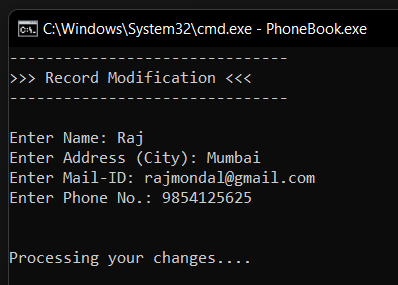 C:\Windows\System32\cmd.exe - PhoneBook.exe
-------------------------------
>>> Record Modification <<<
-------------------------------
Enter Name: Raj
Enter Address (City): Mumbai
Enter Mail-ID: rajmondal@gmail.com
Enter Phone No.: 9854125625
Processing your changes....